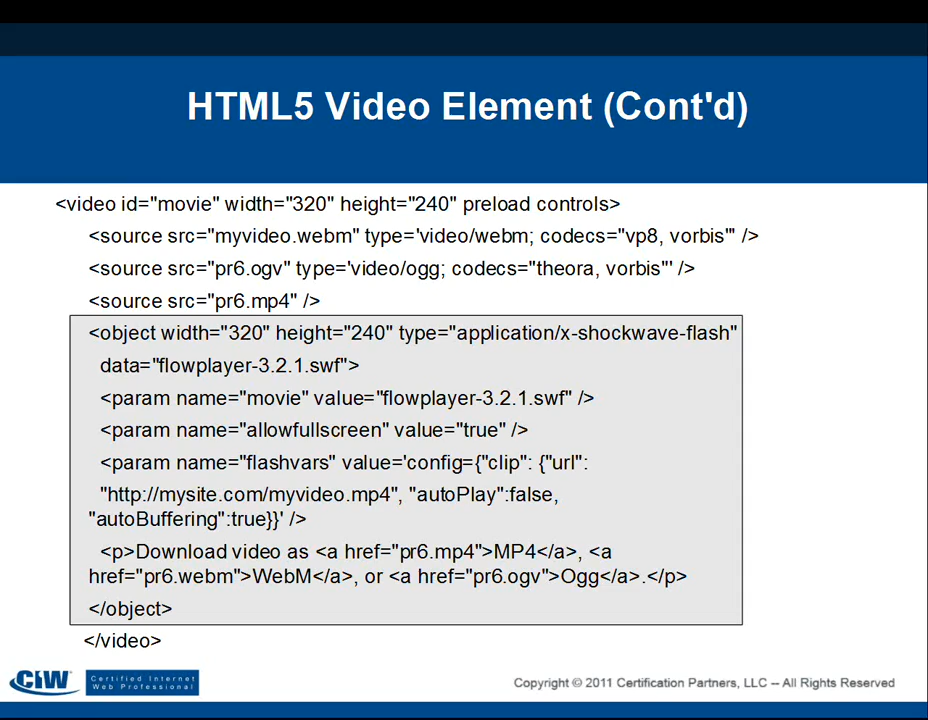 HTML5 Video Element (Cont'd)
<video id="movie" width="320" height="240" preload controls>
<source src="myvideo.webm" type='video/webm; codecs="vp8, vorbis"' />
<source src="pr6.ogv" type='video/ogg; codecs="theora, vorbis"' />
<source src="pr6.mp4" />
<object width="320" height="240" type="application/x-shockwave-flash"
data="flowplayer-3.2.1.swf">
<param name="movie" value="flowplayer-3.2.1.swf" />
<param name="allowfullscreen" value="true" />
<param name="flashvars" value='config={"clip": {"url":
"http://mysite.com/myvideo.mp4", "autoPlay":false,
"autoBuffering":true}}' />
<p>Download video as <a href="pr6.mp4">MP4</a>, <a
href="pr6.webm">WebM</a>, or <a href="pr6.ogv">Ogg</a>.</p>
</object>
</video>
CIW
Certified Internet
Web Professional
Copyright © 2011 Certification Partners, LLC -- All Rights Reserved